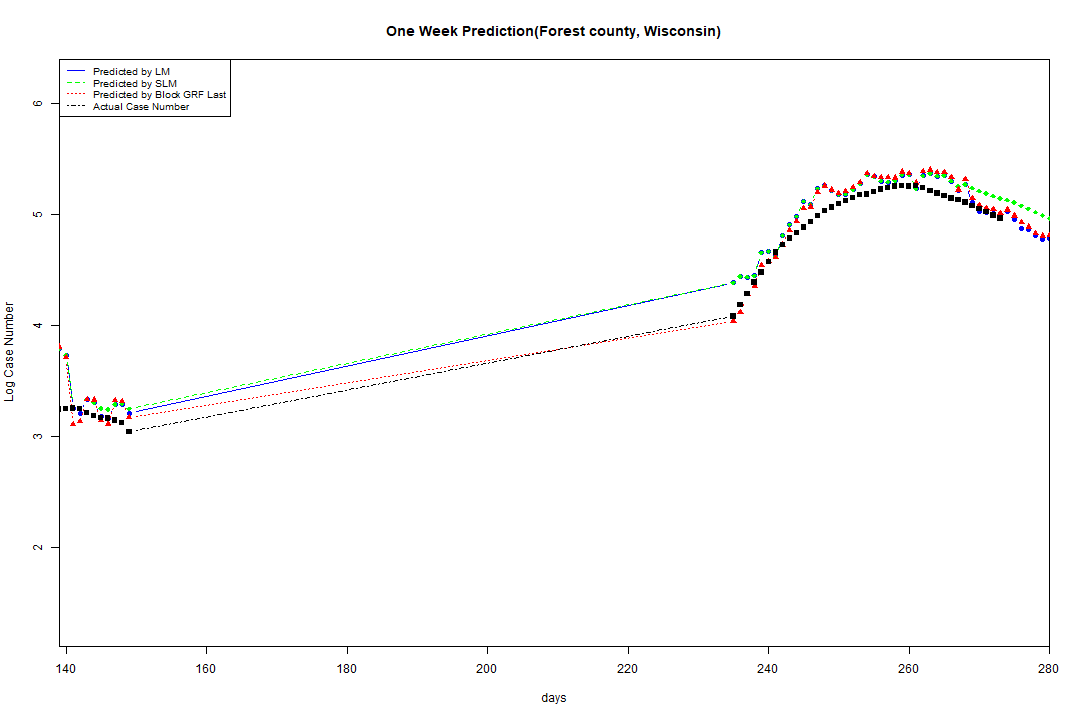 One Week Prediction(Forest county, Wisconsin)
Predicted by LM
Predicted by SLM
Predicted by Block GRF Last
Actual Case Number
6
5
4
3
2
Log Case Number
140 160 180 200 220 240 260 280
days